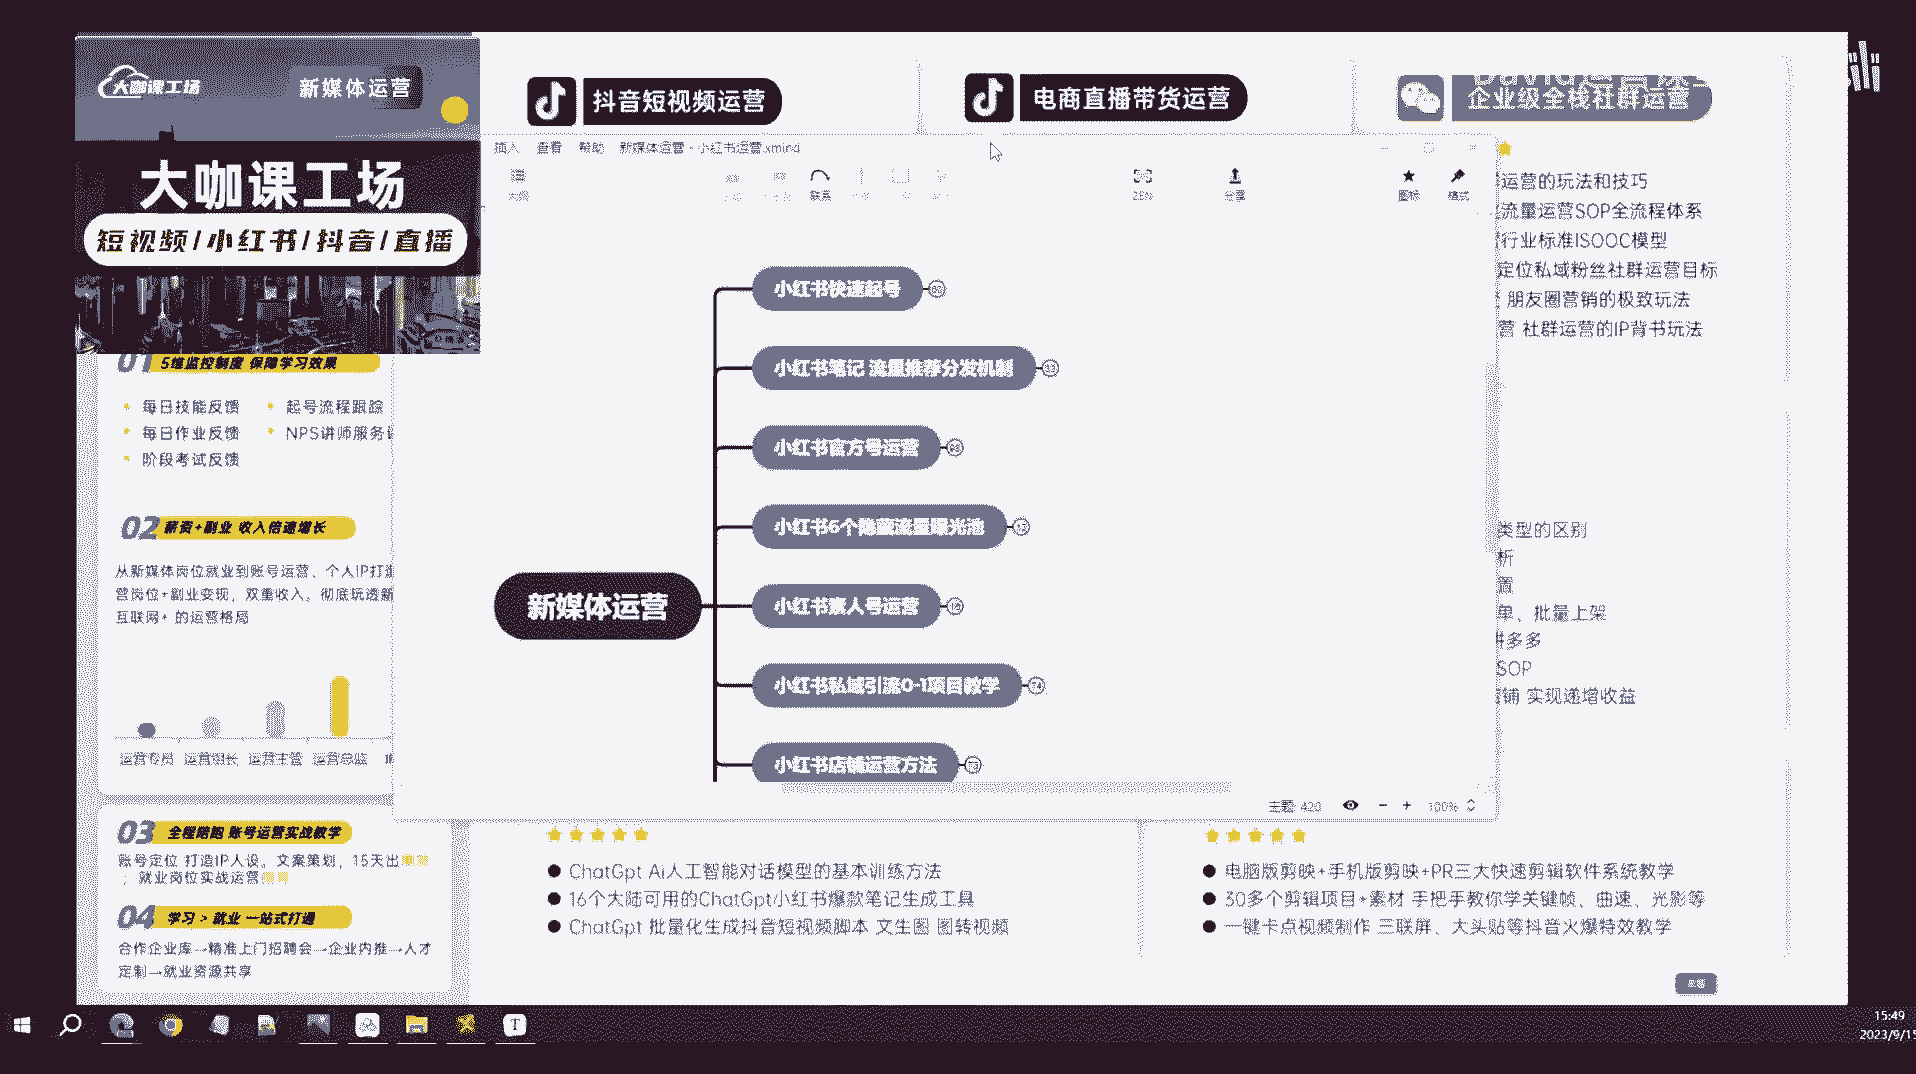 大咖课工场
新媒体运营
大咖课工场
短视频/小红书/抖音/直播
抖音短视频运营
电商直播带货运营
企业级全栈社群运营
插入 查看 帮助 新媒体运营 - 小红书运营.xmind
联系
分享
图标
格式
小红书快速起号
小红书笔记 流量推荐分发机制
小红书官方号运营
小红书6个隐藏流量曝光池
新媒体运营
小红书素人号运营
小红书私域引流0-1项目教学
小红书店铺运营方法
主题: 420
100%
运营的玩法和技巧
流量运营SOP全流程体系
行业标准ISOOC模型
定位私域粉丝社群运营目标
朋友圈营销的极致玩法
营 社群运营的IP背书玩法
类型的区别
析
置
单、批量上架
拼多多
SOP
铺 实现递增收益
01 5维监控制度 保障学习效果
每日技能反馈
起号流程跟踪
每日作业反馈
NPS讲师服务
阶段考试反馈
02 薪资+副业 收入倍速增长
从新媒体岗位就业到账号运营、个人IP打造
营岗位+副业变现，双重收入。彻底玩透新
互联网+ 的运营格局
运营专员 运营组长 运营主管 运营总监
03 全程陪跑 账号运营实战教学
账号定位 打造IP人设。文案策划，15天出
；就业岗位实战运营
04 学习 > 就业 一站式打通
合作企业库→精准上门招聘会→企业内推→人才
定制→就业资源共享
ChatGpt Ai人工智能对话模型的基本训练方法
16个大陆可用的ChatGpt小红书爆款笔记生成工具
ChatGpt 批量化生成抖音短视频脚本 文生图 图转视频
电脑版剪映+手机版剪映+PR三大快速剪辑软件系统教学
30多个剪辑项目+素材 手把手教你学关键帧、曲速、光影等
一键卡点视频制作 三联屏、大头贴等抖音火爆特效教学
15:49
2023/9/15